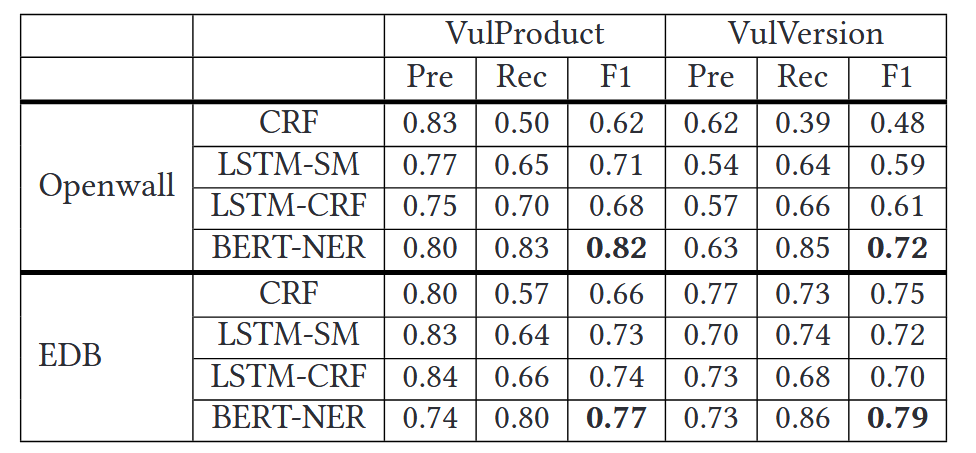 VulProduct VulVersion
Pre Rec F1 Pre Rec F1
Openwall
CRF 0.83 0.50 0.62 0.62 0.39 0.48
LSTM-SM 0.77 0.65 0.71 0.54 0.64 0.59
LSTM-CRF 0.75 0.70 0.68 0.57 0.66 0.61
BERT-NER 0.80 0.83 0.82 0.63 0.85 0.72
EDB
CRF 0.80 0.57 0.66 0.77 0.73 0.75
LSTM-SM 0.83 0.64 0.73 0.70 0.74 0.72
LSTM-CRF 0.84 0.66 0.74 0.73 0.68 0.70
BERT-NER 0.74 0.80 0.77 0.73 0.86 0.79